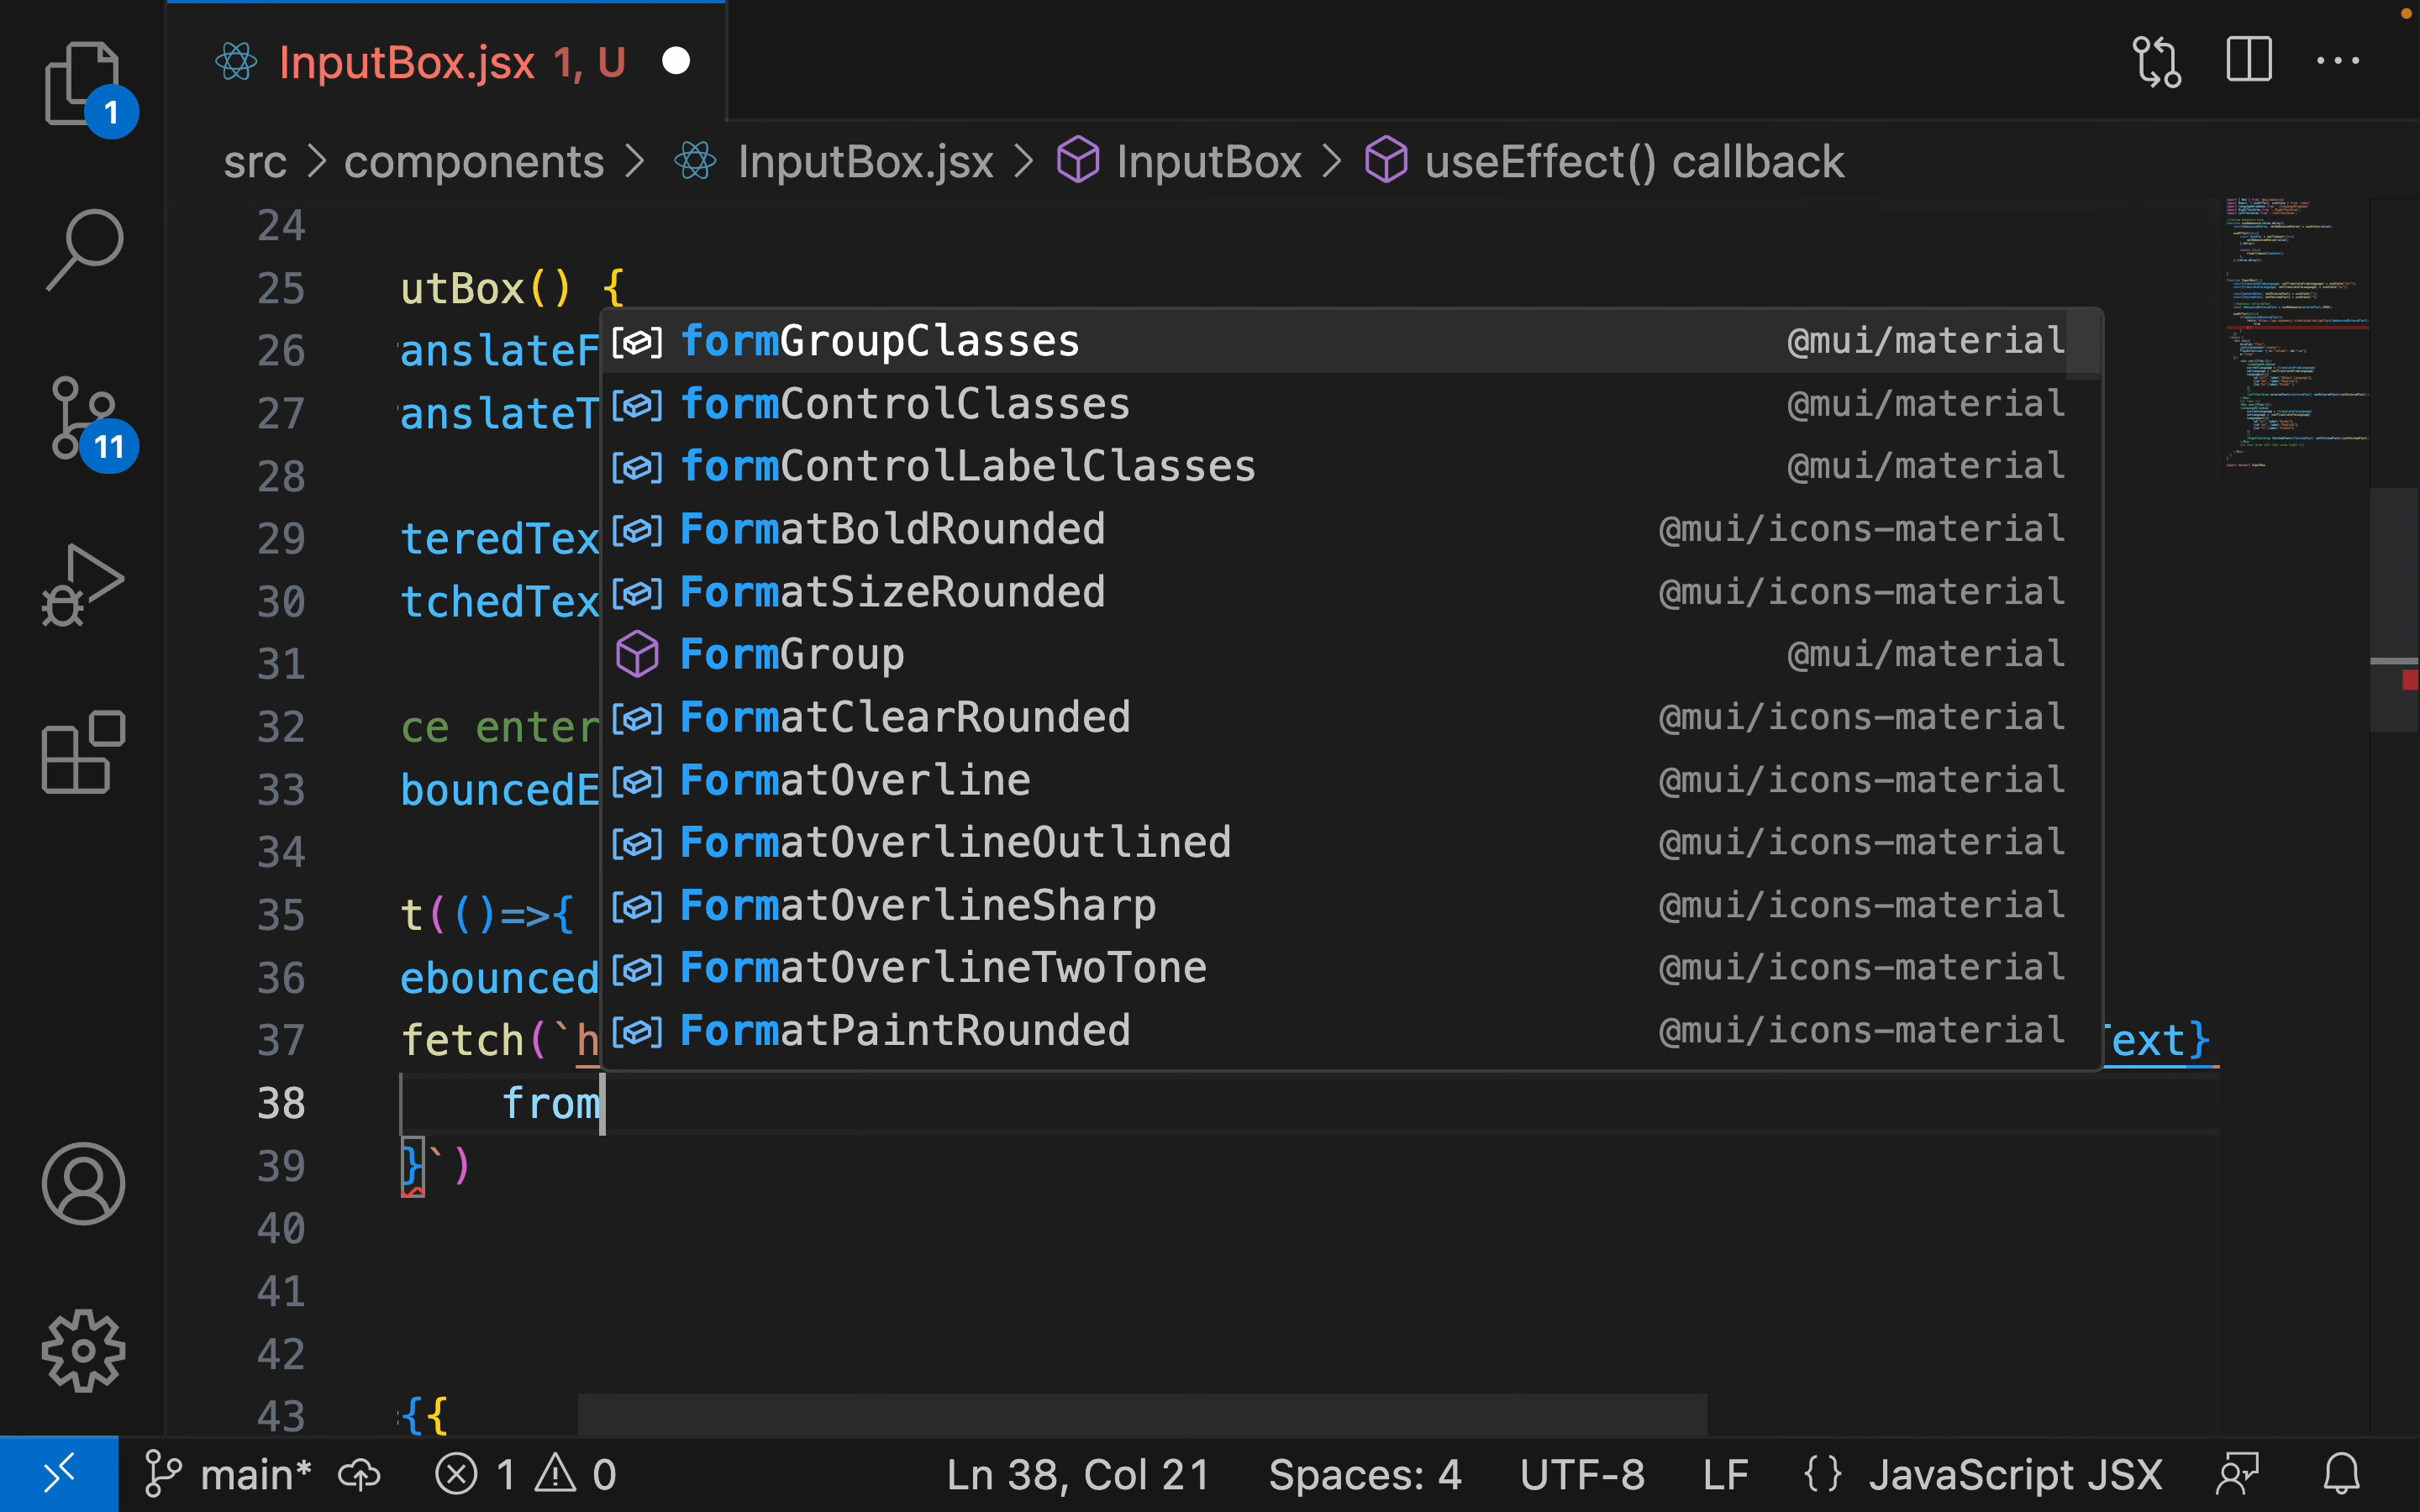 InputBox.jsx 1, U
1
src > components > InputBox.jsx > InputBox > useEffect() callback
24
25 utBox() {
formGroupClasses @mui/material
26 anslateF
formControlClasses @mui/material
27 anslateT
formControlLabelClasses @mui/material
28
11
FormatBoldRounded @mui/icons-material
29 teredTex
FormatSizeRounded @mui/icons-material
30 tchedTex
FormGroup @mui/material
31
FormatClearRounded @mui/icons-material
32 ce enter
FormatOverline @mui/icons-material
33 bouncedE
FormatOverlineOutlined @mui/icons-material
34
FormatOverlineSharp @mui/icons-material
35 t(()=>{
FormatOverlineTwoTone @mui/icons-material
36 ebounced
FormatPaintRounded @mui/icons-material
37 fetch(`h ext}
38 from
39 }`)
40
41
42
43 {{
main* 1 0 Ln 38, Col 21 Spaces: 4 UTF-8 LF {} JavaScript JSX